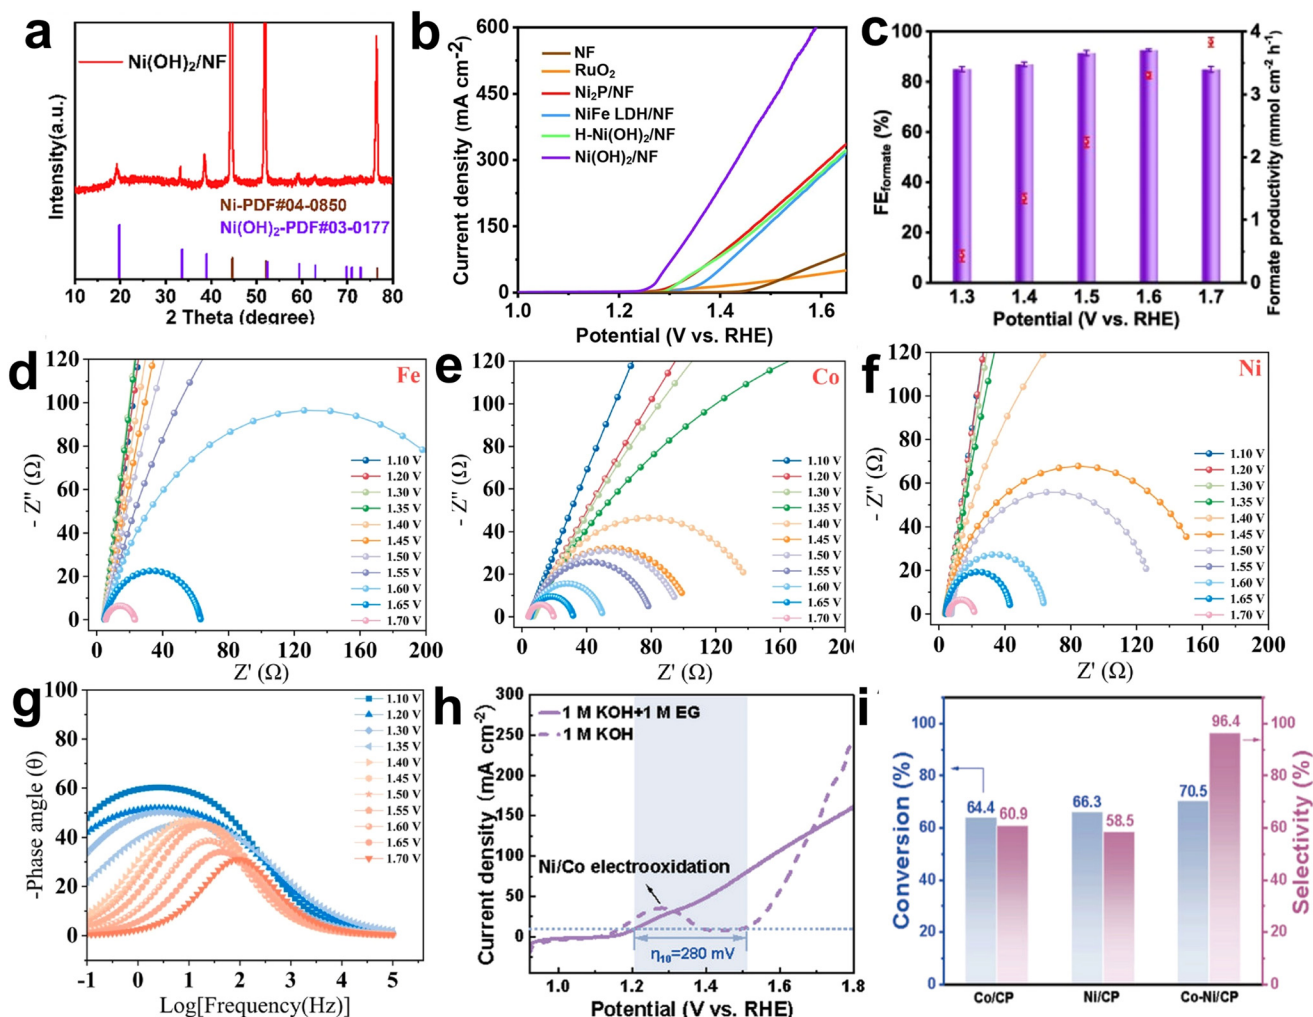 a
Ni(OH)2/NF
Intensity(a.u.)
Ni-PDF#04-0850
Ni(OH)2-PDF#03-0177
10 20 30 40 50 60 70 80
2 Theta (degree)
b
Current density (mA cm-2)
600
450
300
150
0
NF
RuO2
Ni2P/NF
NiFe LDH/NF
H-Ni(OH)2/NF
Ni(OH)2/NF
1.0 1.2 1.4 1.6
Potential (V vs. RHE)
c
FEformate (%)
100
80
60
40
20
0
4
3
2
1
0
Formate productivity (mmol cm-2 h-1)
1.3 1.4 1.5 1.6 1.7
Potential (V vs. RHE)
d
Fe
- Z'' (Ω)
120
100
80
60
40
20
0
1.10 V
1.20 V
1.30 V
1.35 V
1.40 V
1.45 V
1.50 V
1.55 V
1.60 V
1.65 V
1.70 V
0 40 80 120 160 200
Z' (Ω)
e
Co
- Z'' (Ω)
120
100
80
60
40
20
0
1.10 V
1.20 V
1.30 V
1.35 V
1.40 V
1.45 V
1.50 V
1.55 V
1.60 V
1.65 V
1.70 V
0 40 80 120 160 200
Z' (Ω)
f
Ni
- Z'' (Ω)
120
100
80
60
40
20
0
1.10 V
1.20 V
1.30 V
1.35 V
1.40 V
1.45 V
1.50 V
1.55 V
1.60 V
1.65 V
1.70 V
0 40 80 120 160 200
Z' (Ω)
g
-Phase angle (θ)
100
80
60
40
20
0
1.10 V
1.20 V
1.30 V
1.35 V
1.40 V
1.45 V
1.50 V
1.55 V
1.60 V
1.65 V
1.70 V
-1 0 1 2 3 4 5
Log[Frequency(Hz)]
h
Current density (mA cm-2)
300
250
200
150
100
50
0
1 M KOH+1 M EG
1 M KOH
Ni/Co electrooxidation
η10=280 mV
1.0 1.2 1.4 1.6 1.8
Potential (V vs. RHE)
i
Conversion (%)
100
80
60
40
20
0
64.4 60.9
66.3 58.5
70.5 96.4
100
80
60
40
20
0
Selectivity (%)
Co/CP Ni/CP Co-Ni/CP